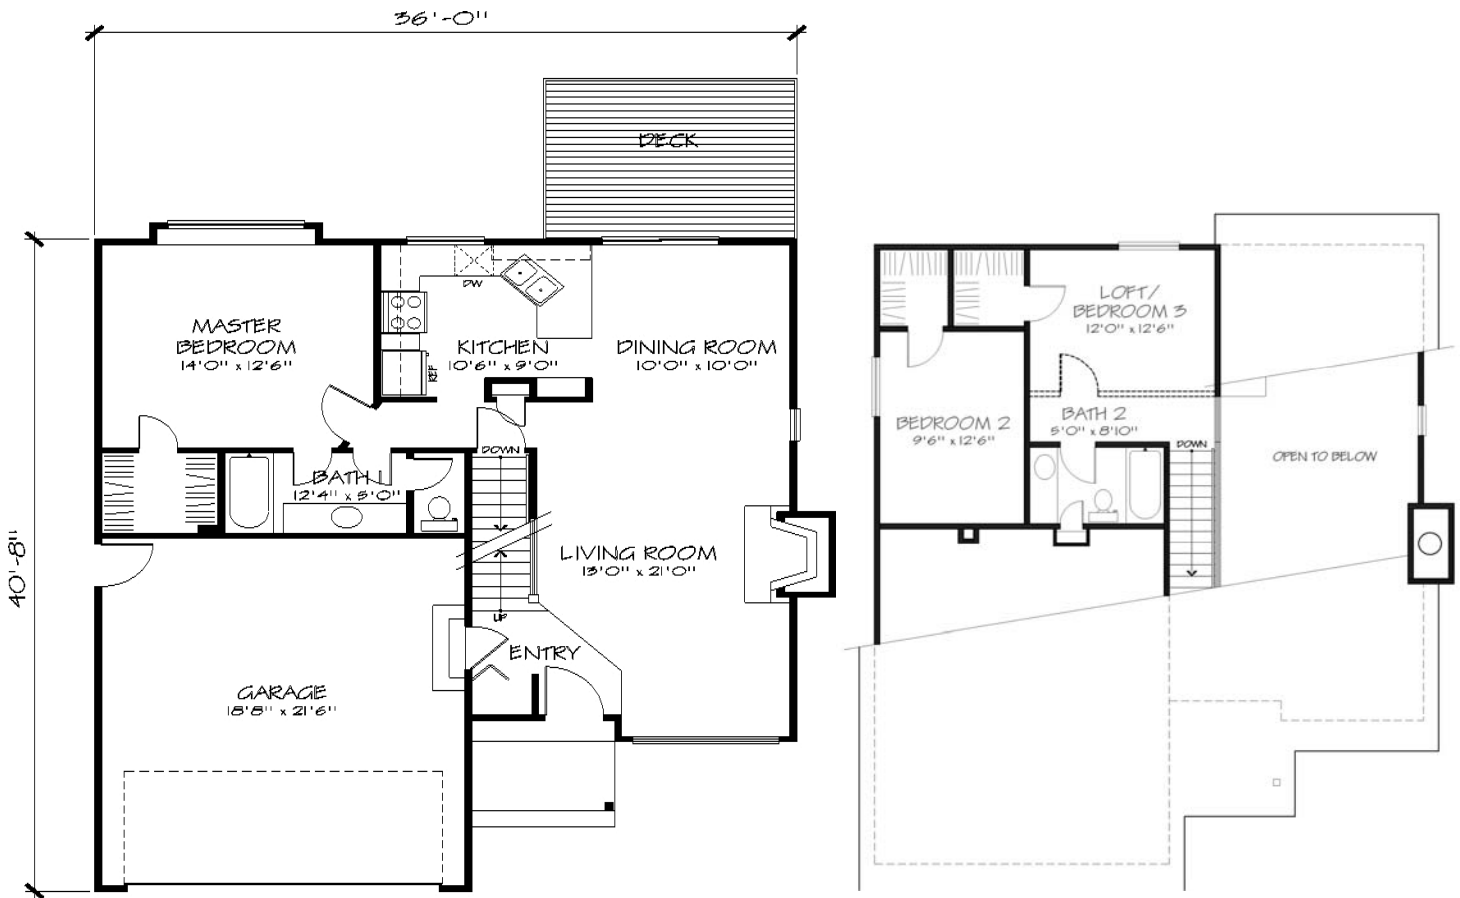 36'-0"
DECK
MASTER
BEDROOM
14'0" x 12'6"
DW
REF
KITCHEN
10'6" x 9'0"
DINING ROOM
10'0" x 10'0"
DOWN
BATH 1
12'4" x 5'0"
LIVING ROOM
13'0" x 21'0"
UP
ENTRY
GARAGE
18'8" x 21'6"
40'-8"
LOFT/
BEDROOM 3
12'0" x 12'6"
BEDROOM 2
9'6" x 12'6"
BATH 2
5'0" x 8'10"
DOWN
OPEN TO BELOW